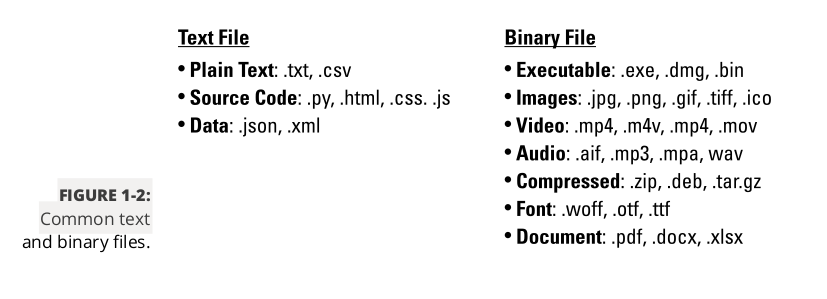 Text File
• Plain Text: .txt, .csv
• Source Code: .py, .html, .css. .js
• Data: .json, .xml
Binary File
• Executable: .exe, .dmg, .bin
• Images: .jpg, .png, .gif, .tiff, .ico
• Video: .mp4, .m4v, .mp4, .mov
• Audio: .aif, .mp3, .mpa, wav
• Compressed: .zip, .deb, .tar.gz
• Font: .woff, .otf, .ttf
• Document: .pdf, .docx, .xlsx
FIGURE 1-2:
Common text
and binary files.